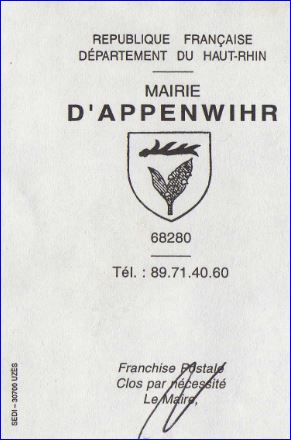 REPUBLIQUE FRANÇAISE
DÉPARTEMENT DU HAUT-RHIN
MAIRIE
D'APPENWIHR
68280
Tél. : 89.71.40.60
Franchise Postale
Clos par nécessité
Le Maire,
SEDI - 30700 UZÈS